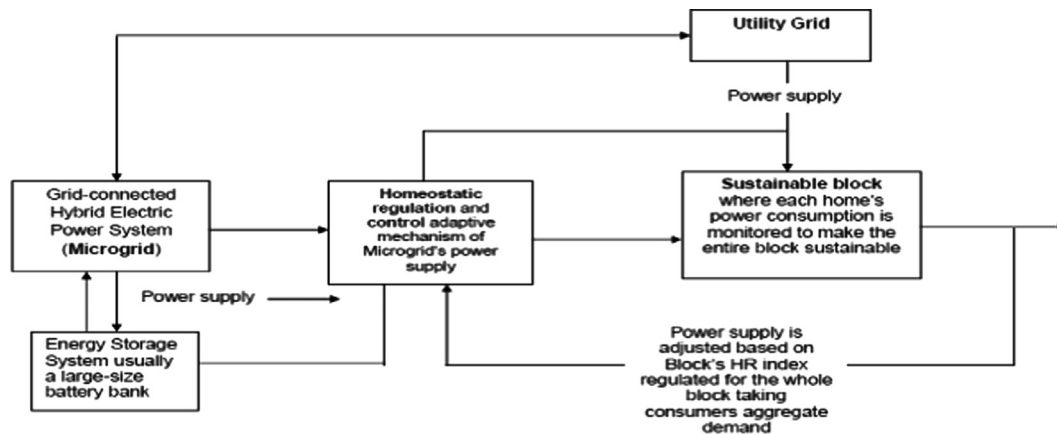 Utility Grid
Power supply
Grid-connected
Hybrid Electric
Power System
(Microgrid)
Homeostatic
regulation and
control adaptive
mechanism of
Microgrid's power
supply
Sustainable block
where each home's
power consumption is
monitored to make the
entire block sustainable
Power supply
Energy Storage
System usually
a large-size
battery bank
Power supply is
adjusted based on
Block's HR index
regulated for the whole
block taking
consumers aggregate
demand